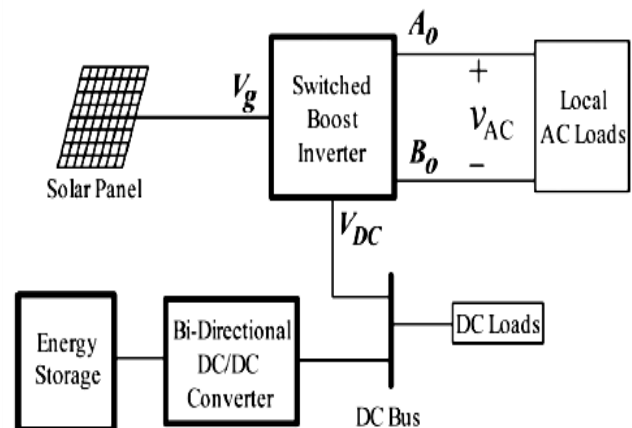 A0
Vg
Switched
Boost
Inverter
+
vAC
−
Local
AC Loads
B0
Solar Panel
VDC
Energy
Storage
Bi-Directional
DC/DC
Converter
DC Loads
DC Bus